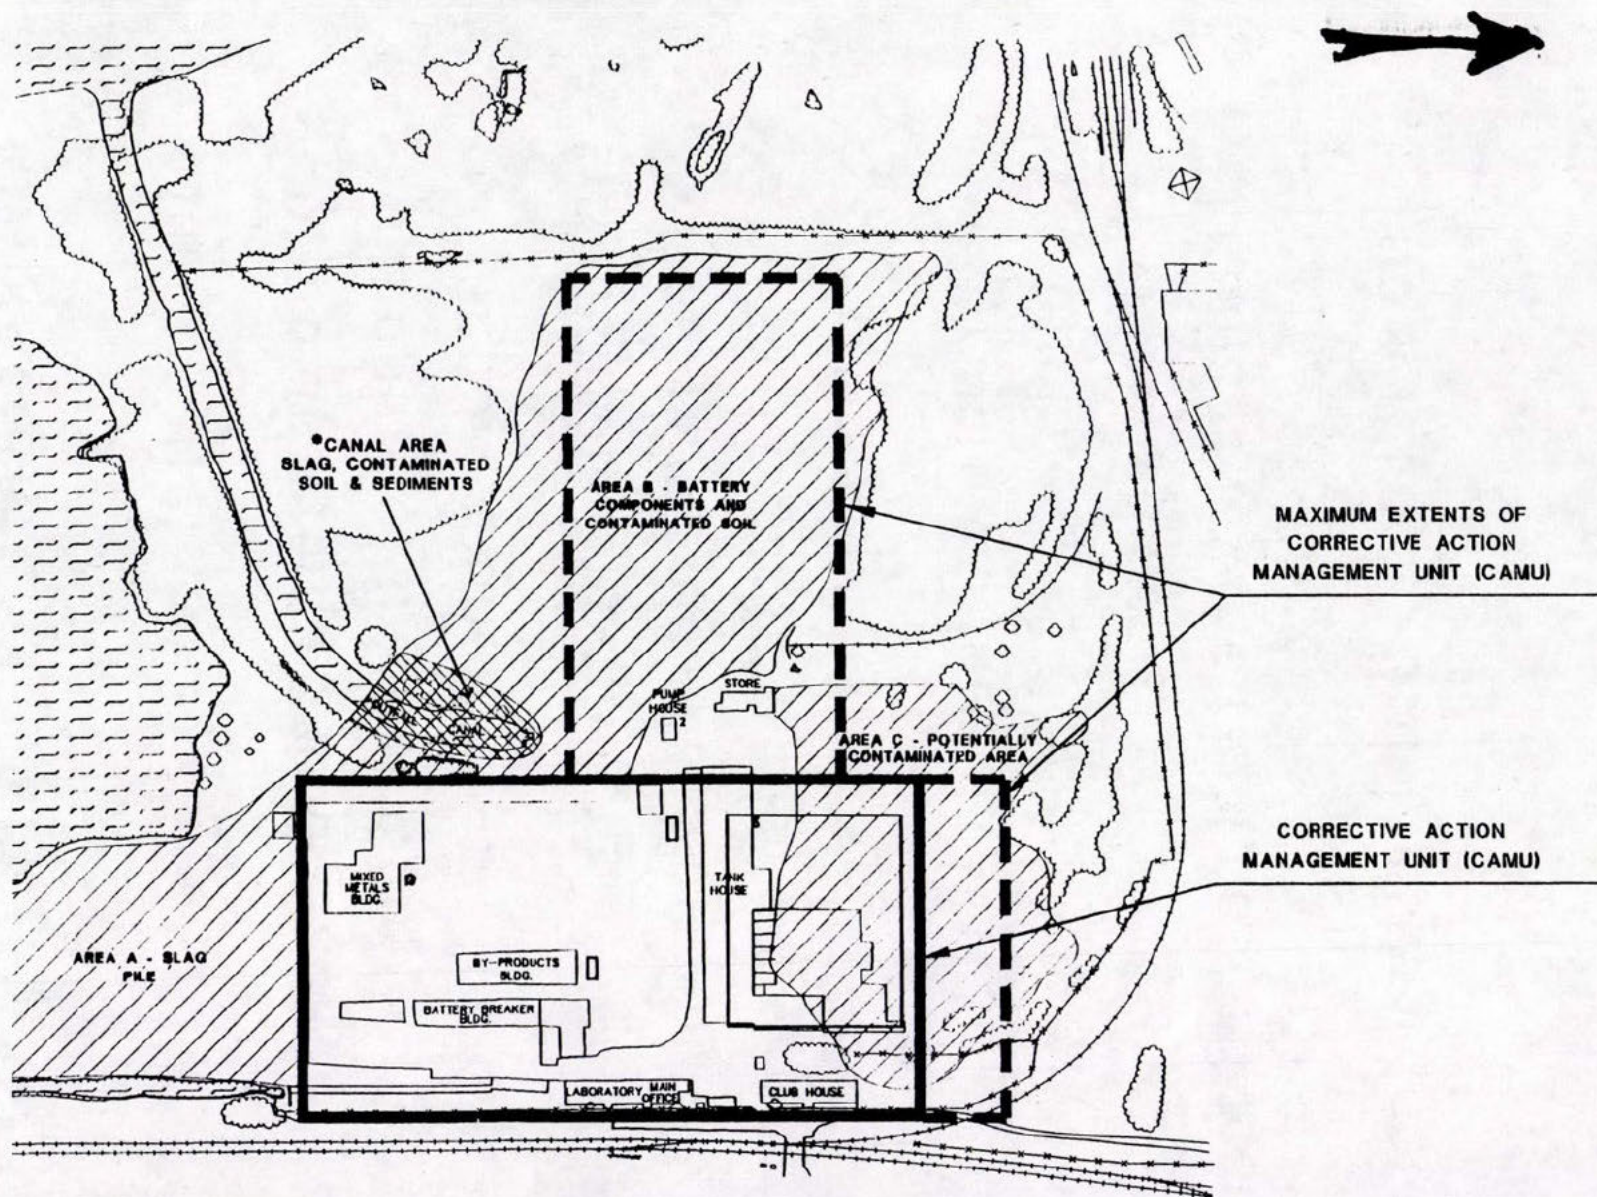 *CANAL AREA
SLAG, CONTAMINATED
SOIL & SEDIMENTS
AREA B - BATTERY
COMPONENTS AND
CONTAMINATED SOIL
MAXIMUM EXTENTS OF
CORRECTIVE ACTION
MANAGEMENT UNIT (CAMU)
PUMP
HOUSE
2
STORE
CANAL
AREA C - POTENTIALLY
CONTAMINATED AREA
CORRECTIVE ACTION
MANAGEMENT UNIT (CAMU)
MIXED
METALS
BLDG.
TANK
HOUSE
AREA A - SLAG
PILE
BY-PRODUCTS
BLDG.
BATTERY BREAKER
BLDG.
LABORATORY
MAIN
OFFICE
CLUB HOUSE